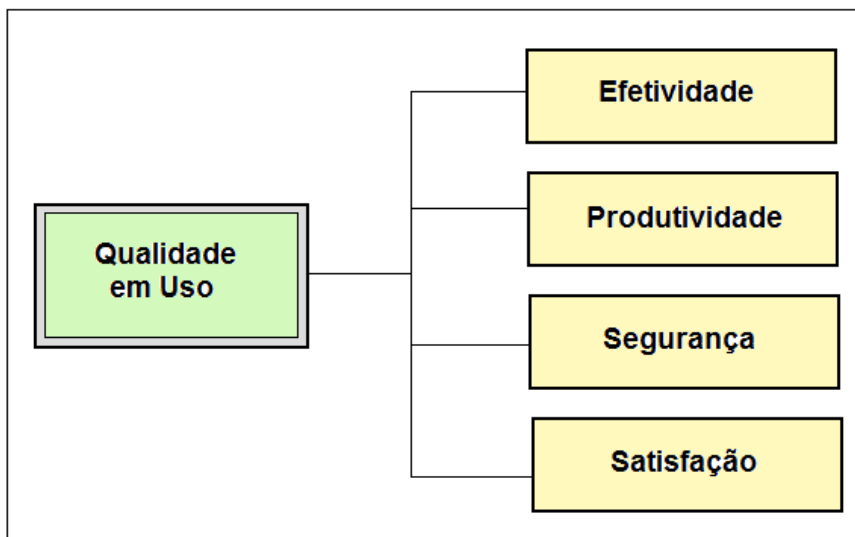 Qualidade
em Uso
Efetividade
Produtividade
Segurança
Satisfação